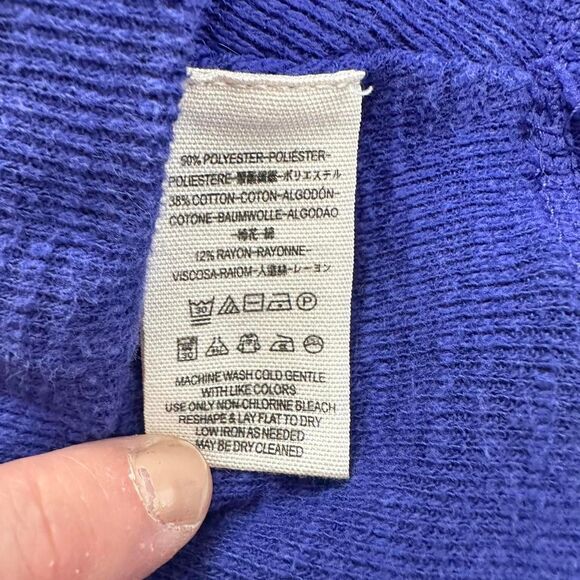 50% POLYESTER-POLIÉSTER-
POLIESTERE-聚酯纖維-ポリエステル
38% COTTON-COTON-ALGODÓN-
COTONE-BAUMWOLLE-ALGODAO
-棉花-綿
12% RAYON-RAYONNE-
VISCOSA-RAIOM-人造絲-レーヨン
30
P
30
MACHINE WASH COLD GENTLE
WITH LIKE COLORS
USE ONLY NON-CHLORINE BLEACH
RESHAPE & LAY FLAT TO DRY
LOW IRON AS NEEDED
MAY BE DRY CLEANED